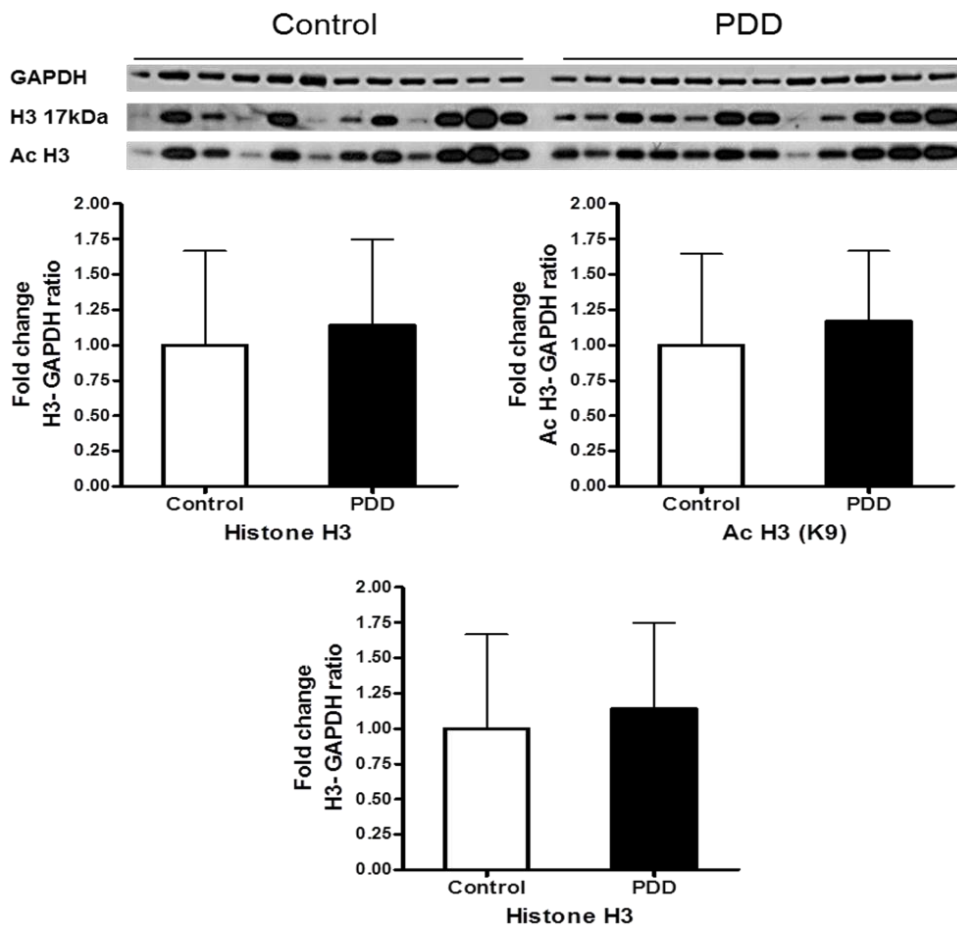 Control PDD
GAPDH
H3 17kDa
Ac H3
Fold change
H3- GAPDH ratio
2.00
1.75
1.50
1.25
1.00
0.75
0.50
0.25
0.00
Control PDD
Histone H3
Fold change
Ac H3- GAPDH ratio
2.00
1.75
1.50
1.25
1.00
0.75
0.50
0.25
0.00
Control PDD
Ac H3 (K9)
Fold change
H3- GAPDH ratio
2.00
1.75
1.50
1.25
1.00
0.75
0.50
0.25
0.00
Control PDD
Histone H3